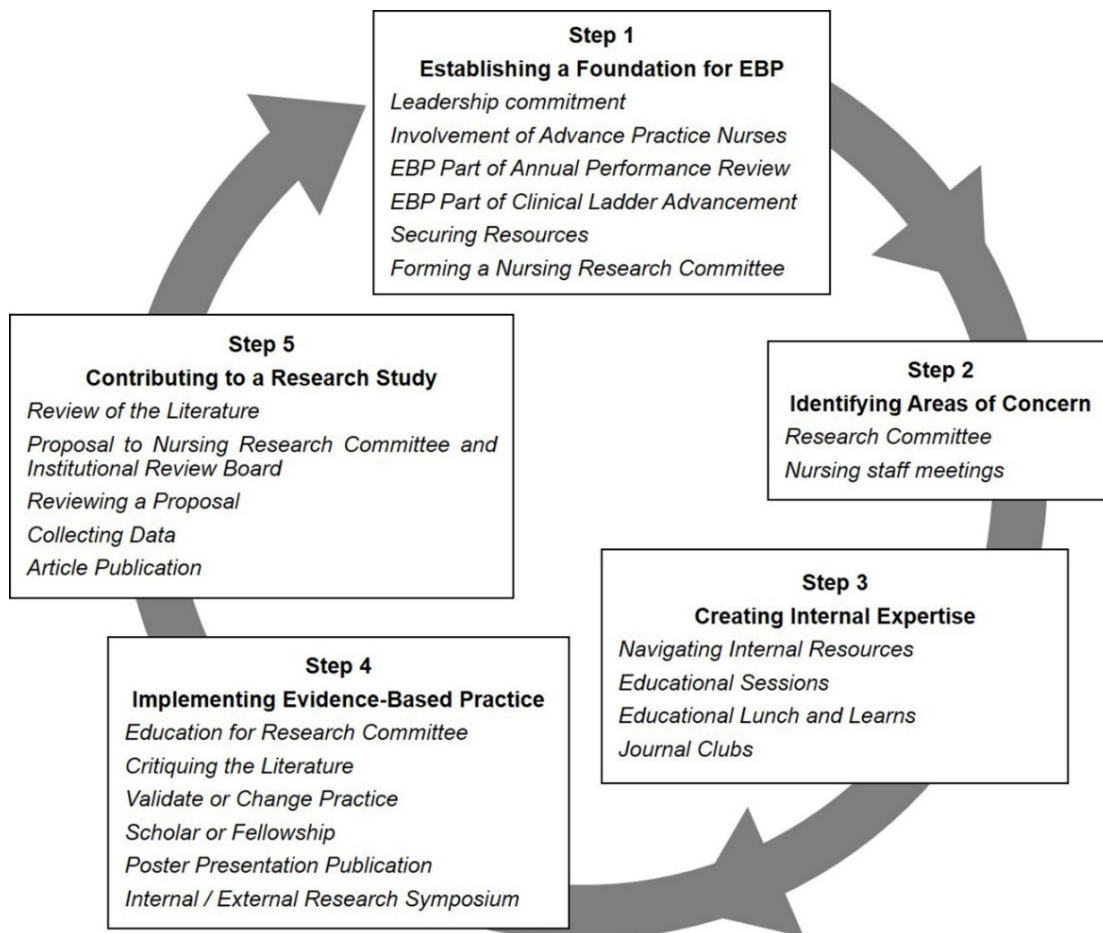 Step 1
Establishing a Foundation for EBP
Leadership commitment
Involvement of Advance Practice Nurses
EBP Part of Annual Performance Review
EBP Part of Clinical Ladder Advancement
Securing Resources
Forming a Nursing Research Committee
Step 2
Identifying Areas of Concern
Research Committee
Nursing staff meetings
Step 3
Creating Internal Expertise
Navigating Internal Resources
Educational Sessions
Educational Lunch and Learns
Journal Clubs
Step 4
Implementing Evidence-Based Practice
Education for Research Committee
Critiquing the Literature
Validate or Change Practice
Scholar or Fellowship
Poster Presentation Publication
Internal / External Research Symposium
Step 5
Contributing to a Research Study
Review of the Literature
Proposal to Nursing Research Committee and
Institutional Review Board
Reviewing a Proposal
Collecting Data
Article Publication